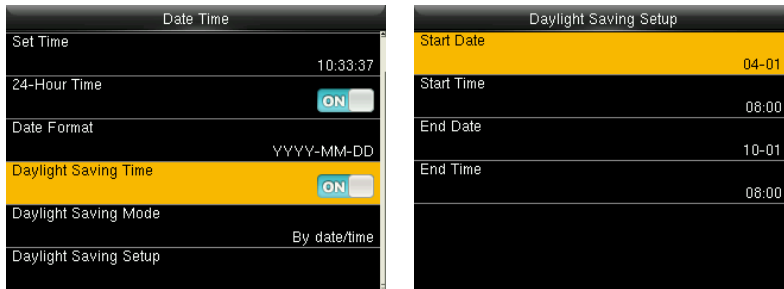 Date Time
Set Time
10:33:37
24-Hour Time
ON
Date Format
YYYY-MM-DD
Daylight Saving Time
ON
Daylight Saving Mode
By date/time
Daylight Saving Setup
Daylight Saving Setup
Start Date
04-01
Start Time
08:00
End Date
10-01
End Time
08:00